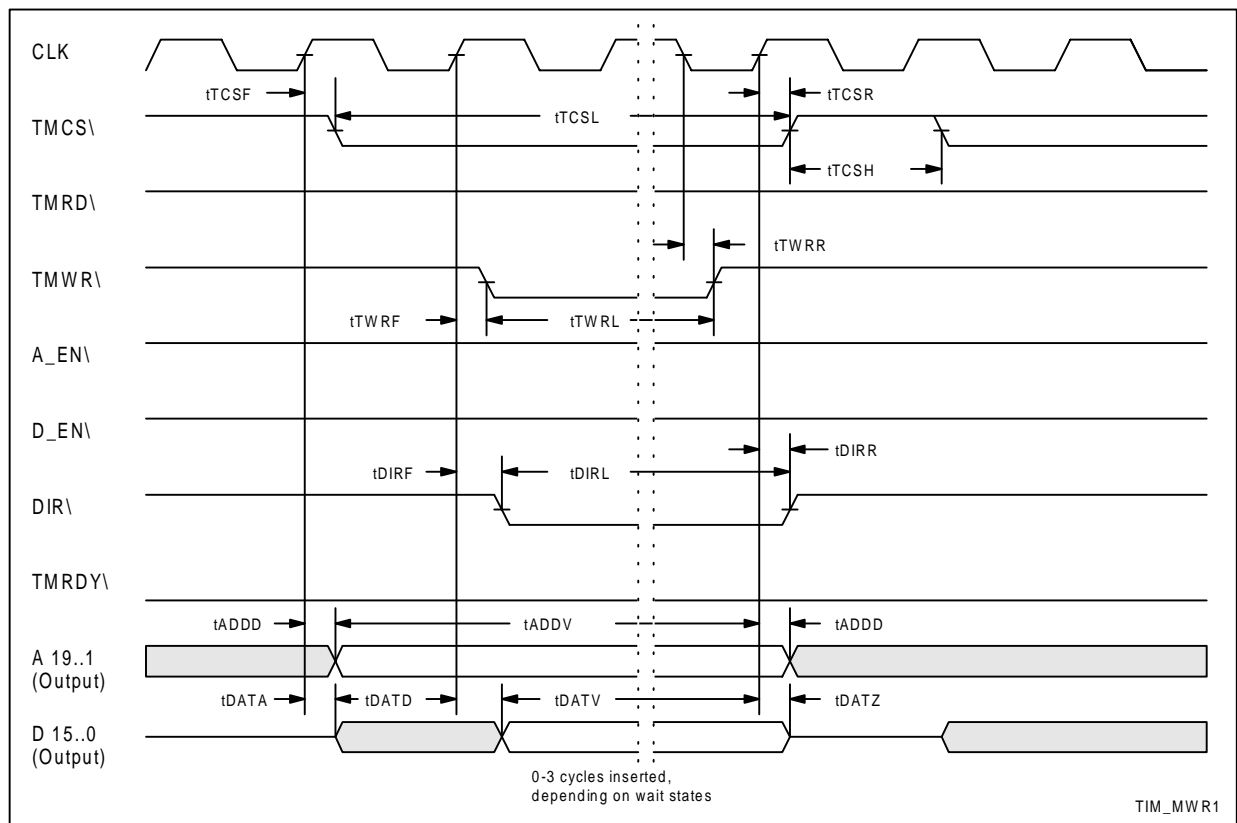 CLK
tTCSF
tTCSR
TMCS\
tTCSL
tTCSH
TMRD\
tTWRR
TMWR\
tTWRF
tTWRL
A_EN\
D_EN\
tDIRR
tDIRF
tDIRL
DIR\
TMRDY\
tADDD
tADDV
tADDD
A 19..1
(Output)
tDATA
tDATD
tDATV
tDATZ
D 15..0
(Output)
0-3 cycles inserted,
depending on wait states
TIM_MWR1